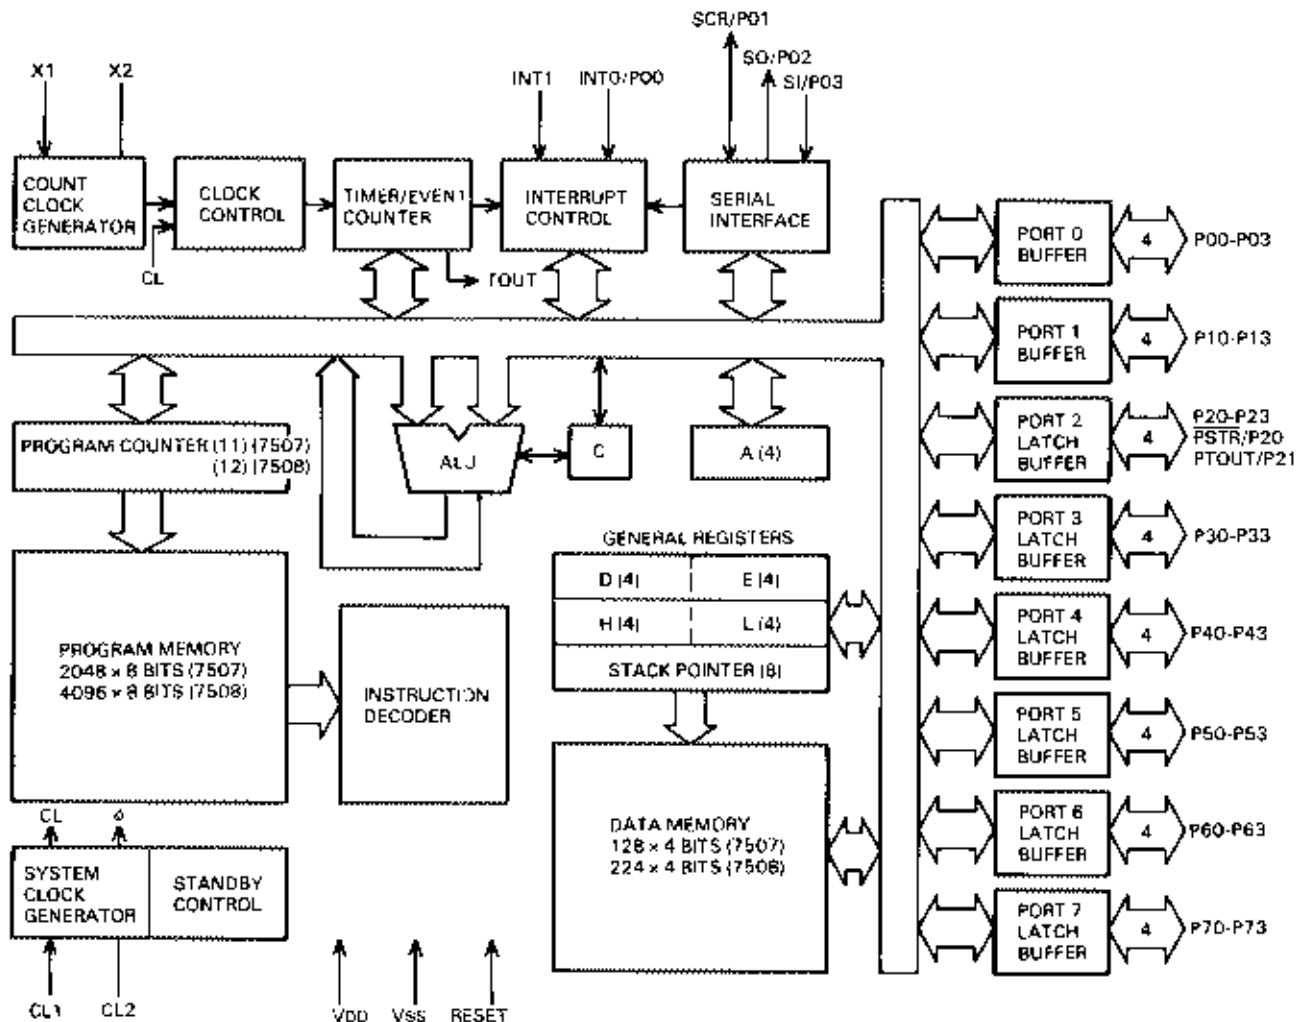 SCR/P01
SO/P02
X1
X2
INT1
INT0/P00
SI/P03
COUNT
CLOCK
GENERATOR
CLOCK
CONTROL
TIMER/EVENT
COUNTER
INTERRUPT
CONTROL
SERIAL
INTERFACE
PORT 0
BUFFER
4
P00-P03
CL
TOUT
PORT 1
BUFFER
4
P10-P13
PROGRAM COUNTER (11) (7507)
(12) (7508)
ALU
C
A (4)
PORT 2
LATCH
BUFFER
4
P20-P23
PSTR/P20
PTOUT/P21
PORT 3
LATCH
BUFFER
4
P30-P33
GENERAL REGISTERS
D (4)
E (4)
H (4)
L (4)
STACK POINTER (8)
PORT 4
LATCH
BUFFER
4
P40-P43
PROGRAM MEMORY
2048 × 8 BITS (7507)
4096 × 8 BITS (7508)
INSTRUCTION
DECODER
PORT 5
LATCH
BUFFER
4
P50-P53
DATA MEMORY
128 × 4 BITS (7507)
224 × 4 BITS (7508)
PORT 6
LATCH
BUFFER
4
P60-P63
CL
ϕ
SYSTEM
CLOCK
GENERATOR
STANDBY
CONTROL
PORT 7
LATCH
BUFFER
4
P70-P73
CL1
CL2
VDD
VSS
RESET